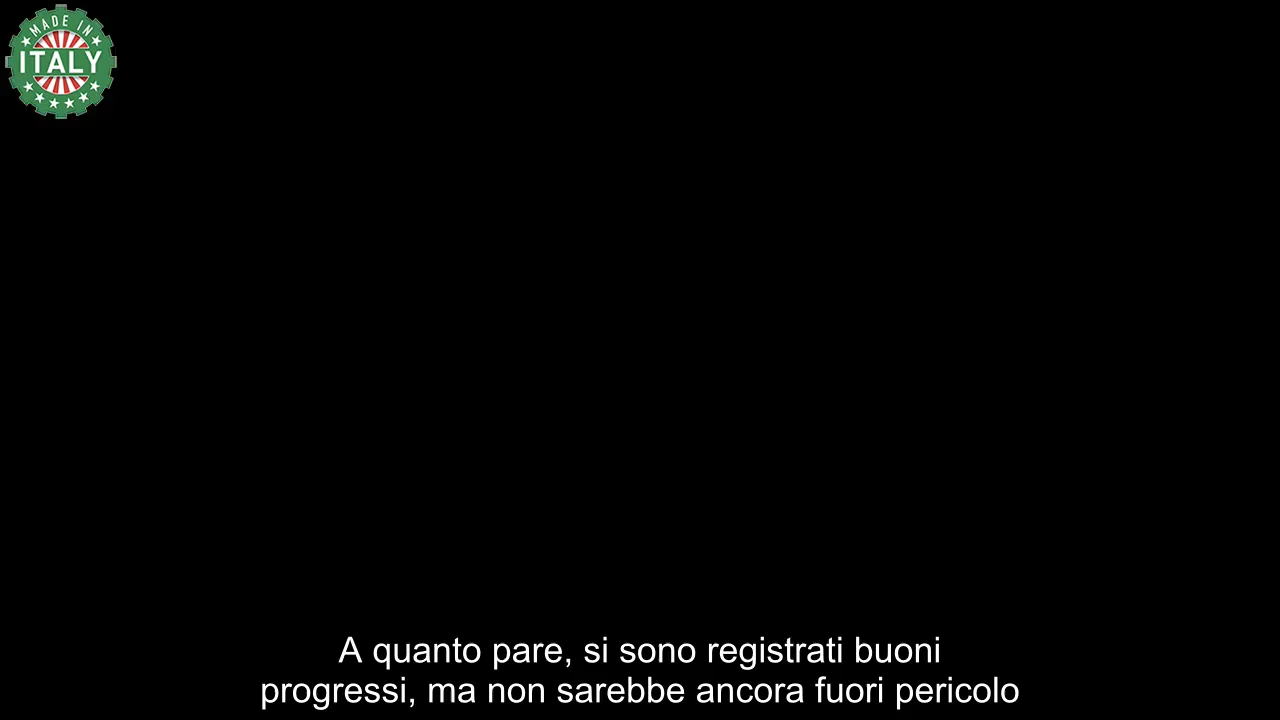 MADE IN
ITALY
A quanto pare, si sono registrati buoni
progressi, ma non sarebbe ancora fuori pericolo